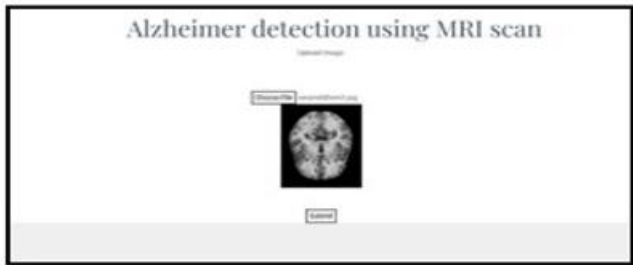 Alzheimer detection using MRI scan
Upload Image
Choose File
Submit